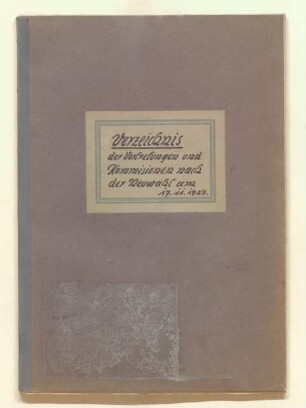 Verzeichnis
der Vertretungen und
Kommissionen nach
der Neuwahl am
17. 11. 1929.